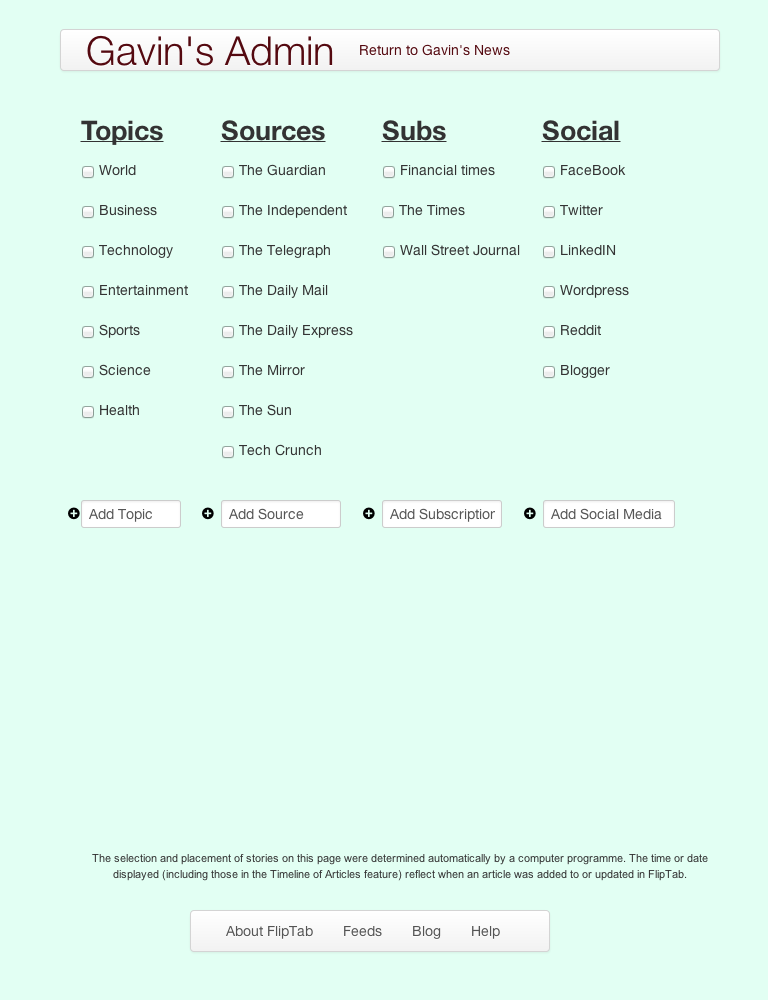 Gavin's Admin
Return to Gavin's News
Topics
World
Business
Technology
Entertainment
Sports
Science
Health
Sources
The Guardian
The Independent
The Telegraph
The Daily Mail
The Daily Express
The Mirror
The Sun
Tech Crunch
Subs
Financial times
The Times
Wall Street Journal
Social
FaceBook
Twitter
LinkedIN
Wordpress
Reddit
Blogger
Add Topic
Add Source
Add Subscription
Add Social Media
The selection and placement of stories on this page were determined automatically by a computer programme. The time or date
displayed (including those in the Timeline of Articles feature) reflect when an article was added to or updated in FlipTab.
About FlipTab
Feeds
Blog
Help